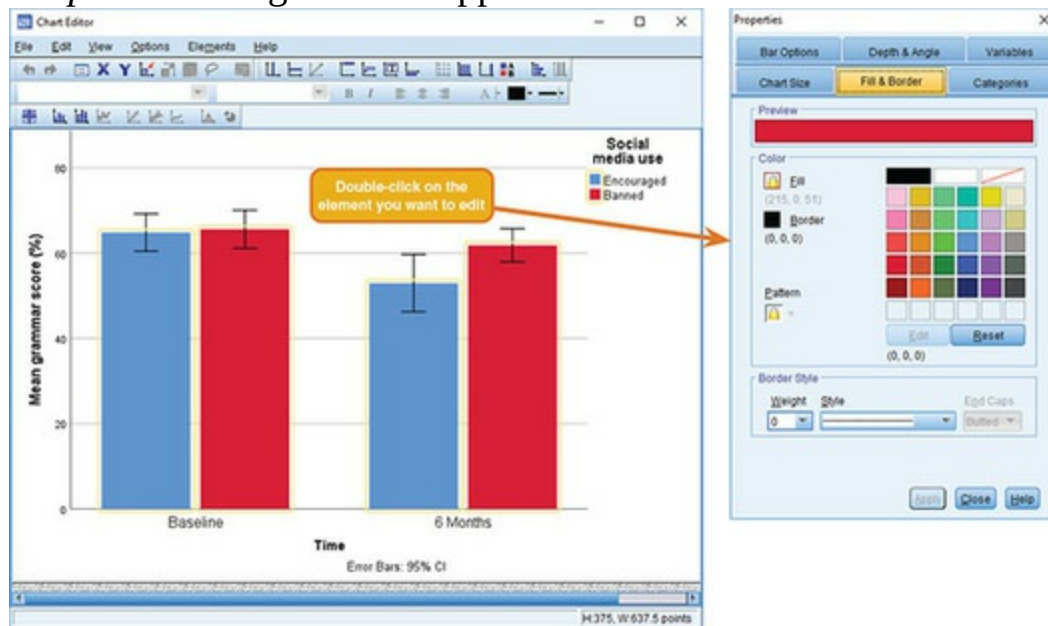 Chart Editor
File Edit View Options Elements Help
X Y
B I A
Social
media use
Encouraged
Banned
Double-click on the
element you want to edit
80
60
40
20
0
Mean grammar score (%)
Baseline 6 Months
Time
Error Bars: 95% CI
H:375, W:637.5 points
Properties X
Bar Options Depth & Angle Variables
Chart Size Fill & Border Categories
Preview
Color
Fill
(215, 0, 51)
Border
(0, 0, 0)
Pattern
Edit Reset
(0, 0, 0)
Border Style
Weight Style End Caps
0 Butted
Apply Close Help